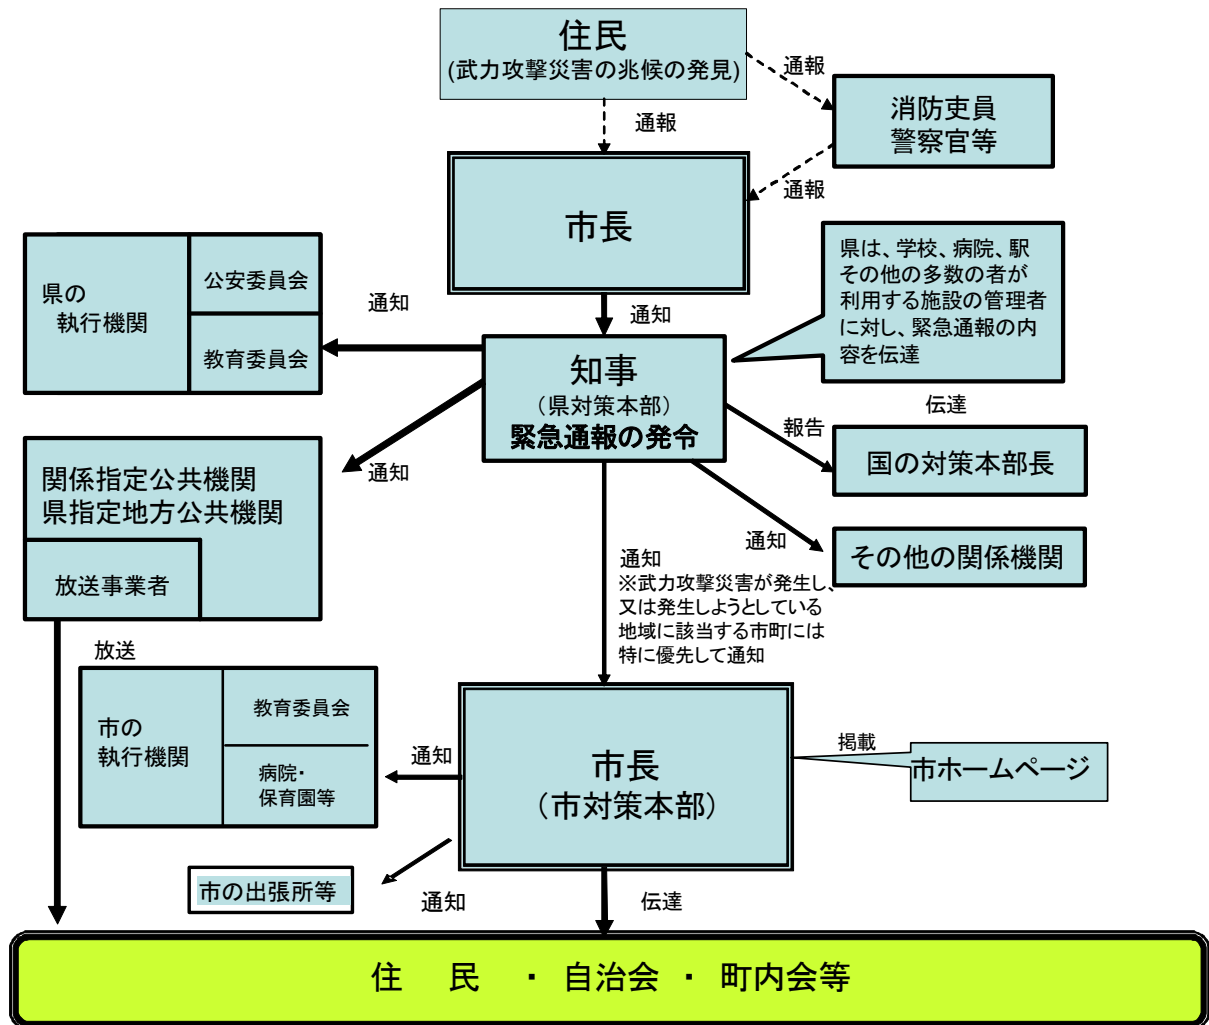 住民
(武力攻撃災害の兆候の発見)
通報
消防吏員
警察官等
通報
通報
市長
県の
執行機関
公安委員会
教育委員会
通知
通知
県は、学校、病院、駅
その他の多数の者が
利用する施設の管理者
に対し、緊急通報の内
容を伝達
知事
（県対策本部）
緊急通報の発令
伝達
報告
国の対策本部長
関係指定公共機関
県指定地方公共機関
放送事業者
通知
通知
その他の関係機関
通知
※武力攻撃災害が発生し、
又は発生しようとしている
地域に該当する市町には
特に優先して通知
放送
市の
執行機関
教育委員会
病院・
保育園等
通知
市長
（市対策本部）
掲載
市ホームページ
市の出張所等
通知
伝達
住　民　・　自治会　・　町内会等